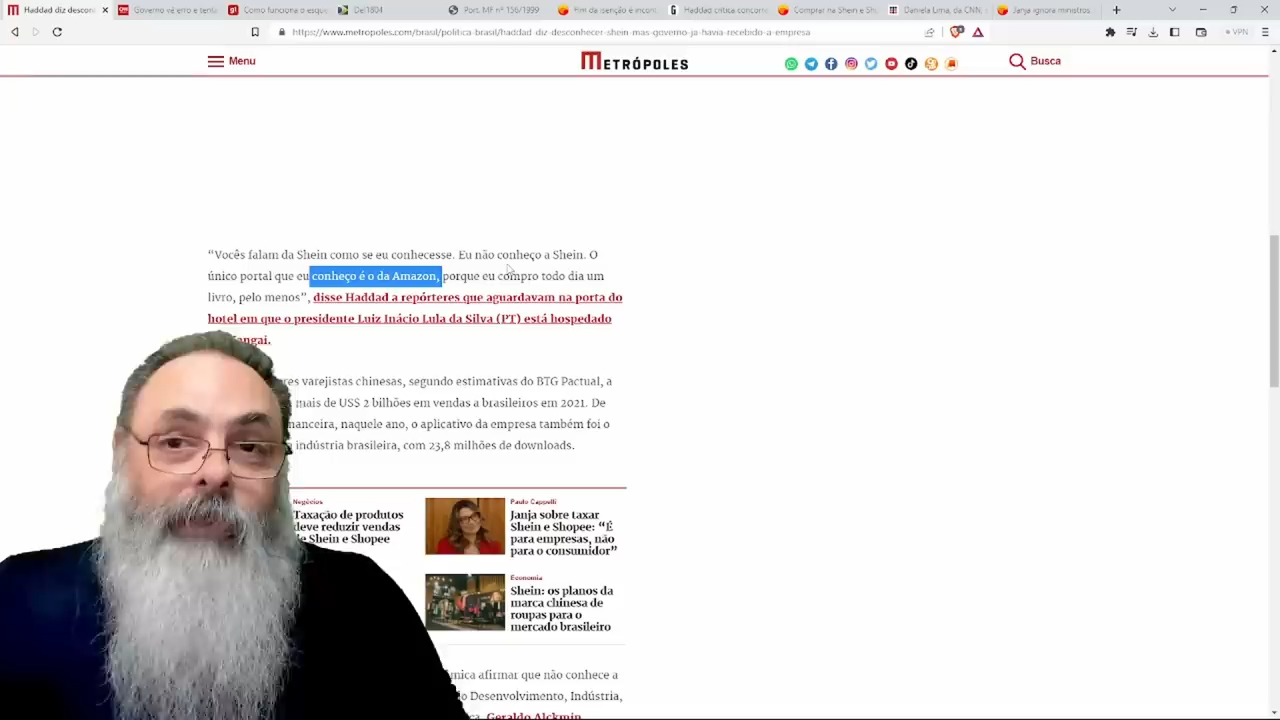 Haddad diz descon
Governo vê erro e tenta
Como funciona o esque
Del1804
Port. MF nº 156/1999
Fim da isenção é incont
Haddad critica concorre
Comprar na Shein e Sho
Daniela Lima, da CNN,
Janja ignora ministros
https://www.metropoles.com/brasil/politica-brasil/haddad-diz-desconhecer-shein-mas-governo-ja-havia-recebido-a-empresa
VPN
Menu
METRÓPOLES
Busca
“Vocês falam da Shein como se eu conhecesse. Eu não conheço a Shein. O
único portal que eu conheço é o da Amazon, porque eu compro todo dia um
livro, pelo menos”, disse Haddad a repórteres que aguardavam na porta do
hotel em que o presidente Luiz Inácio Lula da Silva (PT) está hospedado
angai.
res varejistas chinesas, segundo estimativas do BTG Pactual, a
mais de US$ 2 bilhões em vendas a brasileiros em 2021. De
nanceira, naquele ano, o aplicativo da empresa também foi o
indústria brasileira, com 23,8 milhões de downloads.
Negócios
Taxação de produtos
deve reduzir vendas
de Shein e Shopee
Paulo Cappelli
Janja sobre taxar
Shein e Shopee: “É
para empresas, não
para o consumidor”
Economia
Shein: os planos da
marca chinesa de
roupas para o
mercado brasileiro
mica afirmar que não conhece a
o Desenvolvimento, Indústria,
ca, Geraldo Alckmin